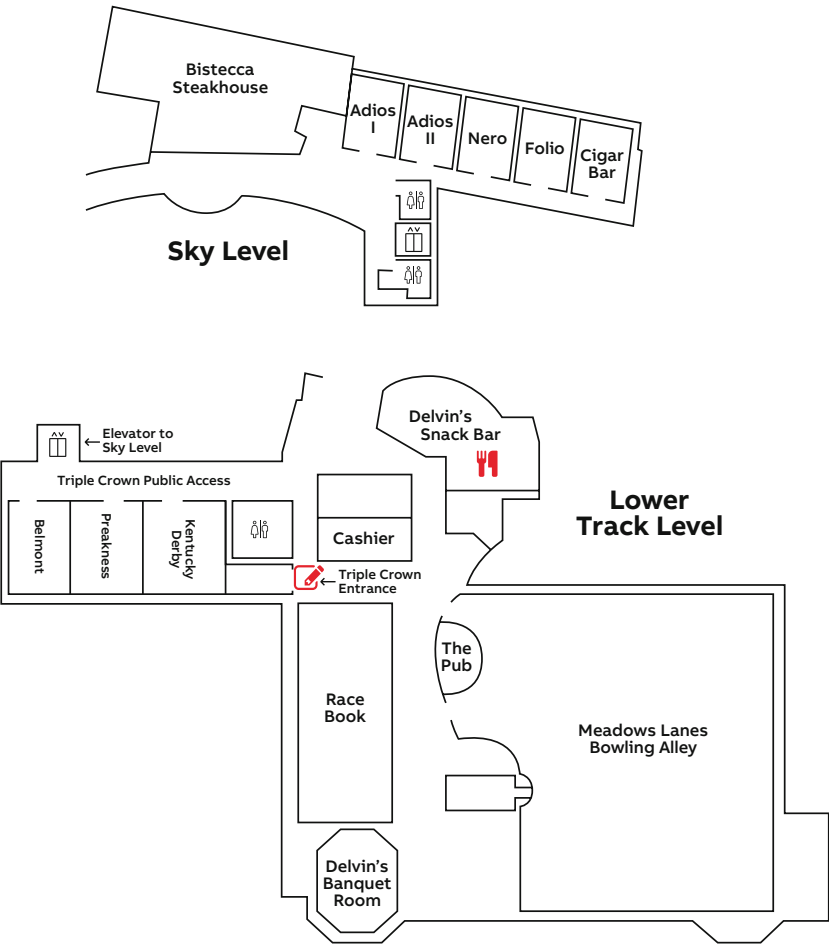 Bistecca
Steakhouse
Adios
I
Adios
II
Nero
Folio
Cigar
Bar
Sky Level
Delvin's
Snack Bar
Elevator to
Sky Level
Triple Crown Public Access
Lower
Track Level
Belmont
Preakness
Kentucky
Derby
Cashier
Triple Crown
Entrance
The
Pub
Race
Book
Meadows Lanes
Bowling Alley
Delvin's
Banquet
Room